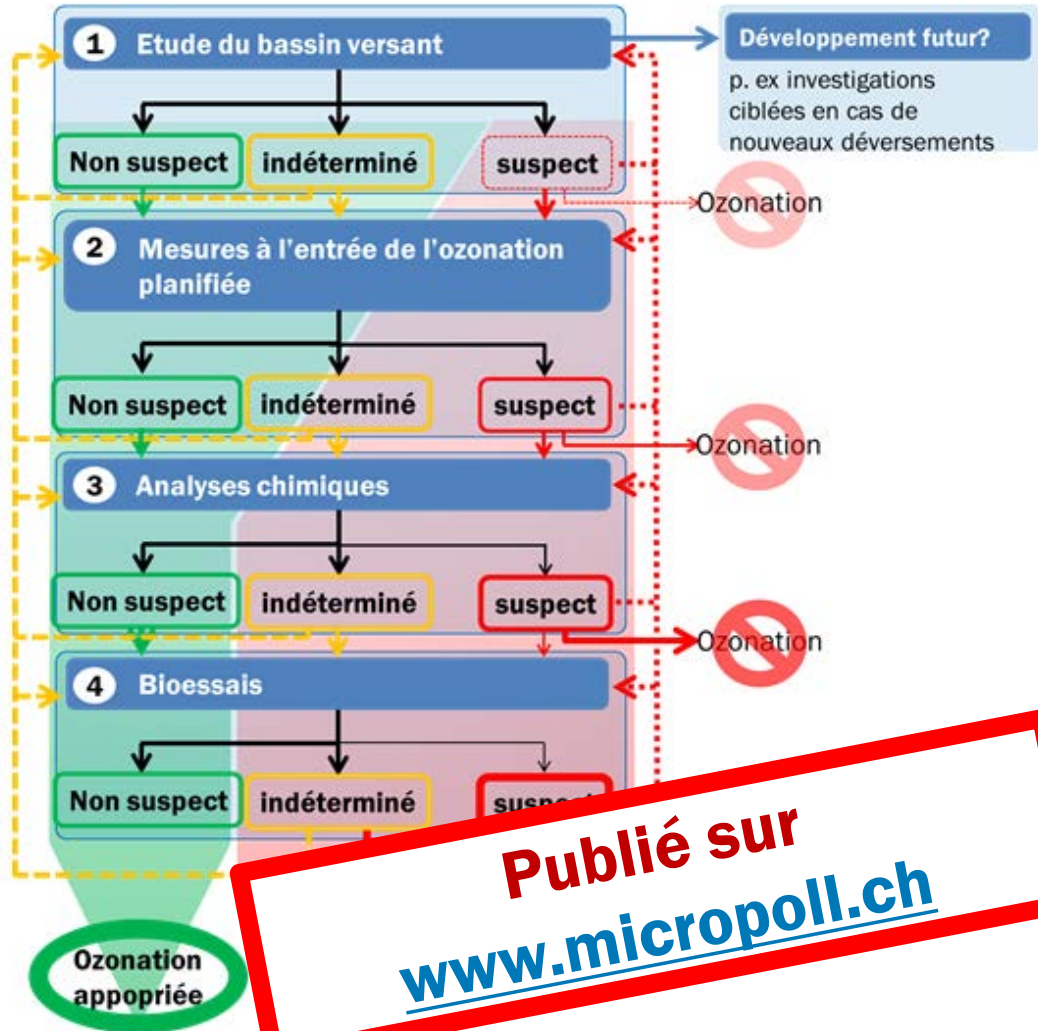 1 Etude du bassin versant
Développement futur?
p. ex investigations
ciblées en cas de
nouveaux déversements
Non suspect indéterminé suspect
Ozonation
2 Mesures à l'entrée de l'ozonation
planifiée
Non suspect indéterminé suspect
Ozonation
3 Analyses chimiques
Non suspect indéterminé suspect
Ozonation
4 Bioessais
Non suspect indéterminé suspect
Publié sur
www.micropoll.ch
Ozonation
appopriée